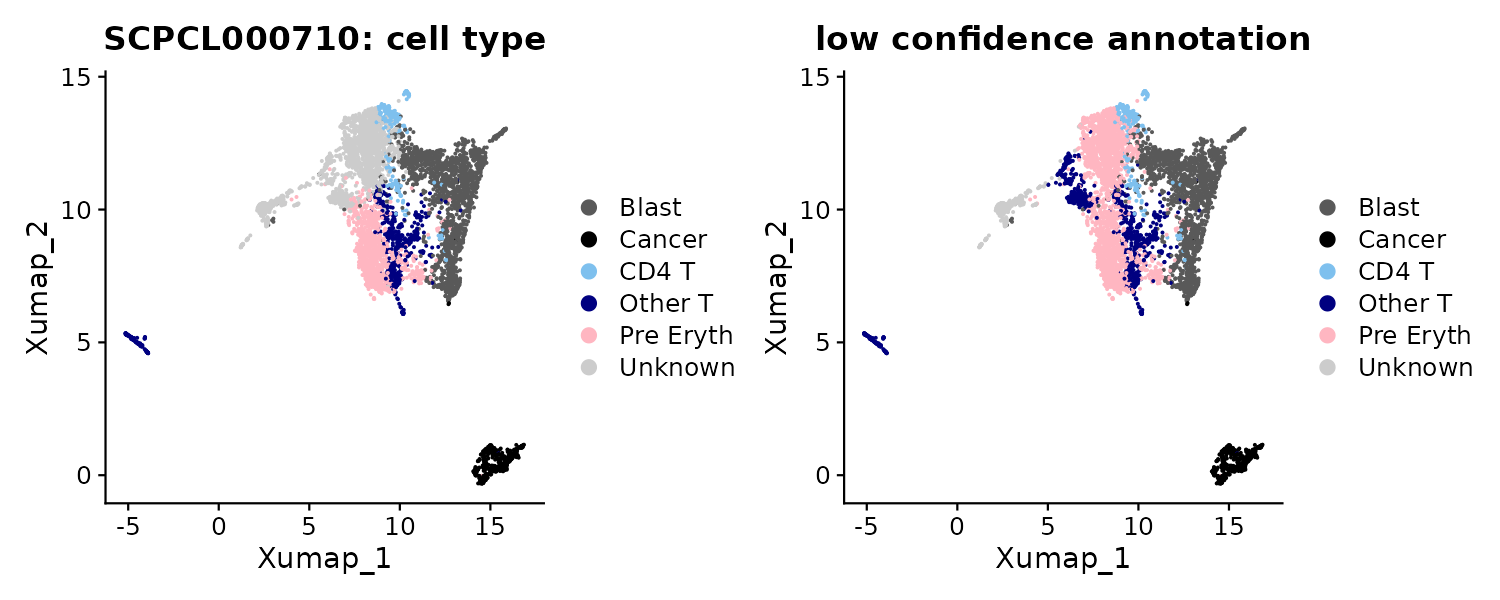 SCPCL000710: cell type
15
10
5
0
-5
0
5
10
15
Xumap_2
Xumap_1
Blast
Cancer
CD4 T
Other T
Pre Eryth
Unknown
low confidence annotation
15
10
5
0
-5
0
5
10
15
Xumap_2
Xumap_1
Blast
Cancer
CD4 T
Other T
Pre Eryth
Unknown